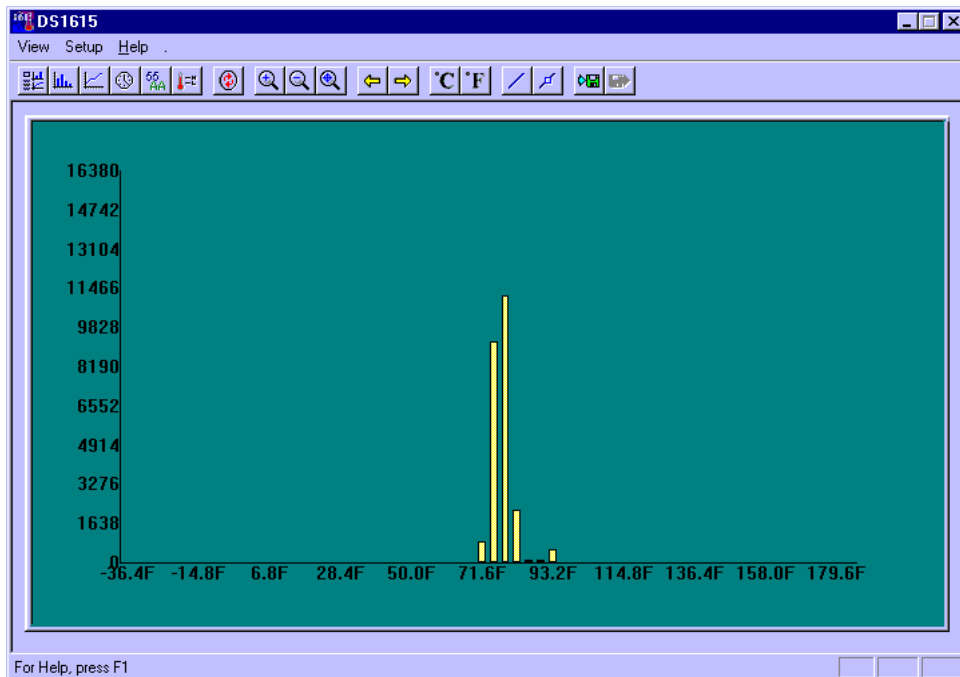 DS1615
View Setup Help .
55 AA °C °F
16380
14742
13104
11466
9828
8190
6552
4914
3276
1638
0
-36.4F -14.8F 6.8F 28.4F 50.0F 71.6F 93.2F 114.8F 136.4F 158.0F 179.6F
For Help, press F1